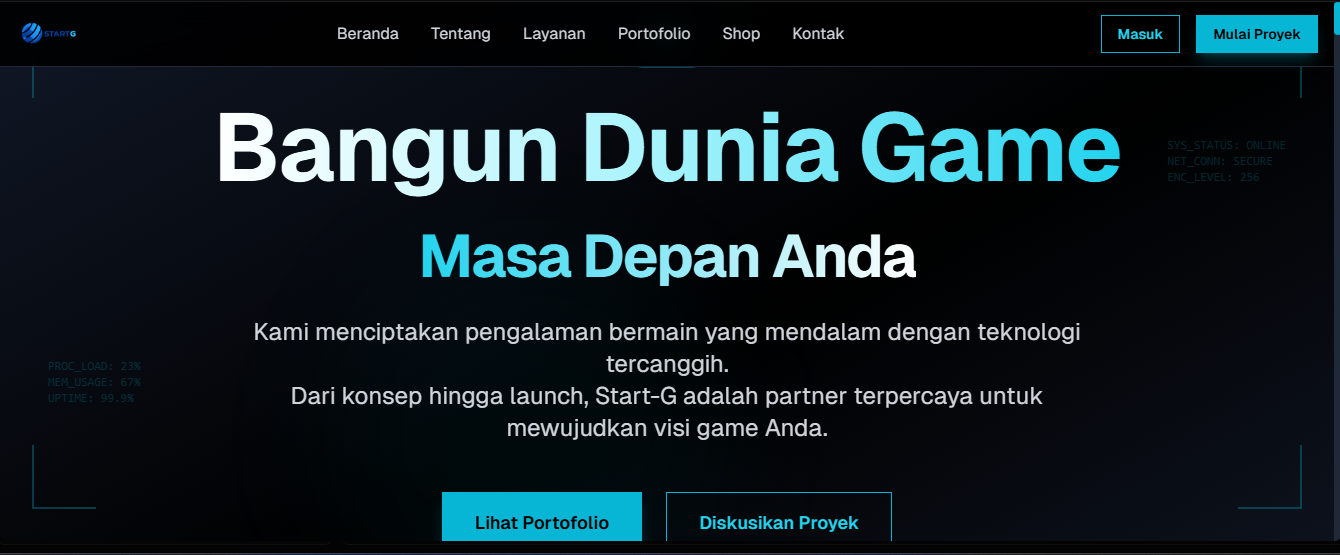 STARTG
Beranda
Tentang
Layanan
Portofolio
Shop
Kontak
Masuk
Mulai Proyek
Bangun Dunia Game
SYS_STATUS: ONLINE
NET_CONN: SECURE
ENC_LEVEL: 256
Masa Depan Anda
Kami menciptakan pengalaman bermain yang mendalam dengan teknologi
tercanggih.
Dari konsep hingga launch, Start-G adalah partner terpercaya untuk
mewujudkan visi game Anda.
PROC_LOAD: 23%
MEM_USAGE: 67%
UPTIME: 99.9%
Lihat Portofolio
Diskusikan Proyek